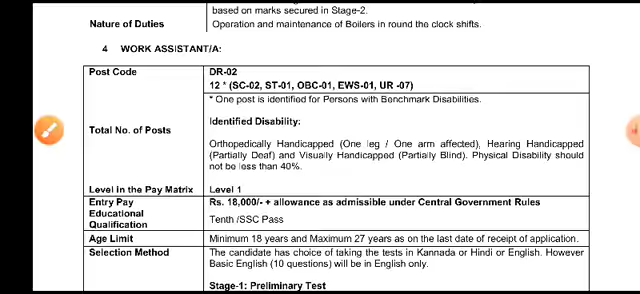 based on marks secured in Stage-2.
Nature of Duties Operation and maintenance of Boilers in round the clock shifts.
4 WORK ASSISTANT/A:
Post Code DR-02
12 * (SC-02, ST-01, OBC-01, EWS-01, UR -07)
* One post is identified for Persons with Benchmark Disabilities.
Identified Disability:
Total No. of Posts
Orthopedically Handicapped (One leg / One arm affected), Hearing Handicapped
(Partially Deaf) and Visually Handicapped (Partially Blind). Physical Disability should
not be less than 40%.
Level in the Pay Matrix Level 1
Entry Pay Rs. 18,000/- + allowance as admissible under Central Government Rules
Educational
Qualification
Tenth /SSC Pass
Age Limit Minimum 18 years and Maximum 27 years as on the last date of receipt of application.
Selection Method The candidate has choice of taking the tests in Kannada or Hindi or English. However
Basic English (10 questions) will be in English only.
Stage-1: Preliminary Test